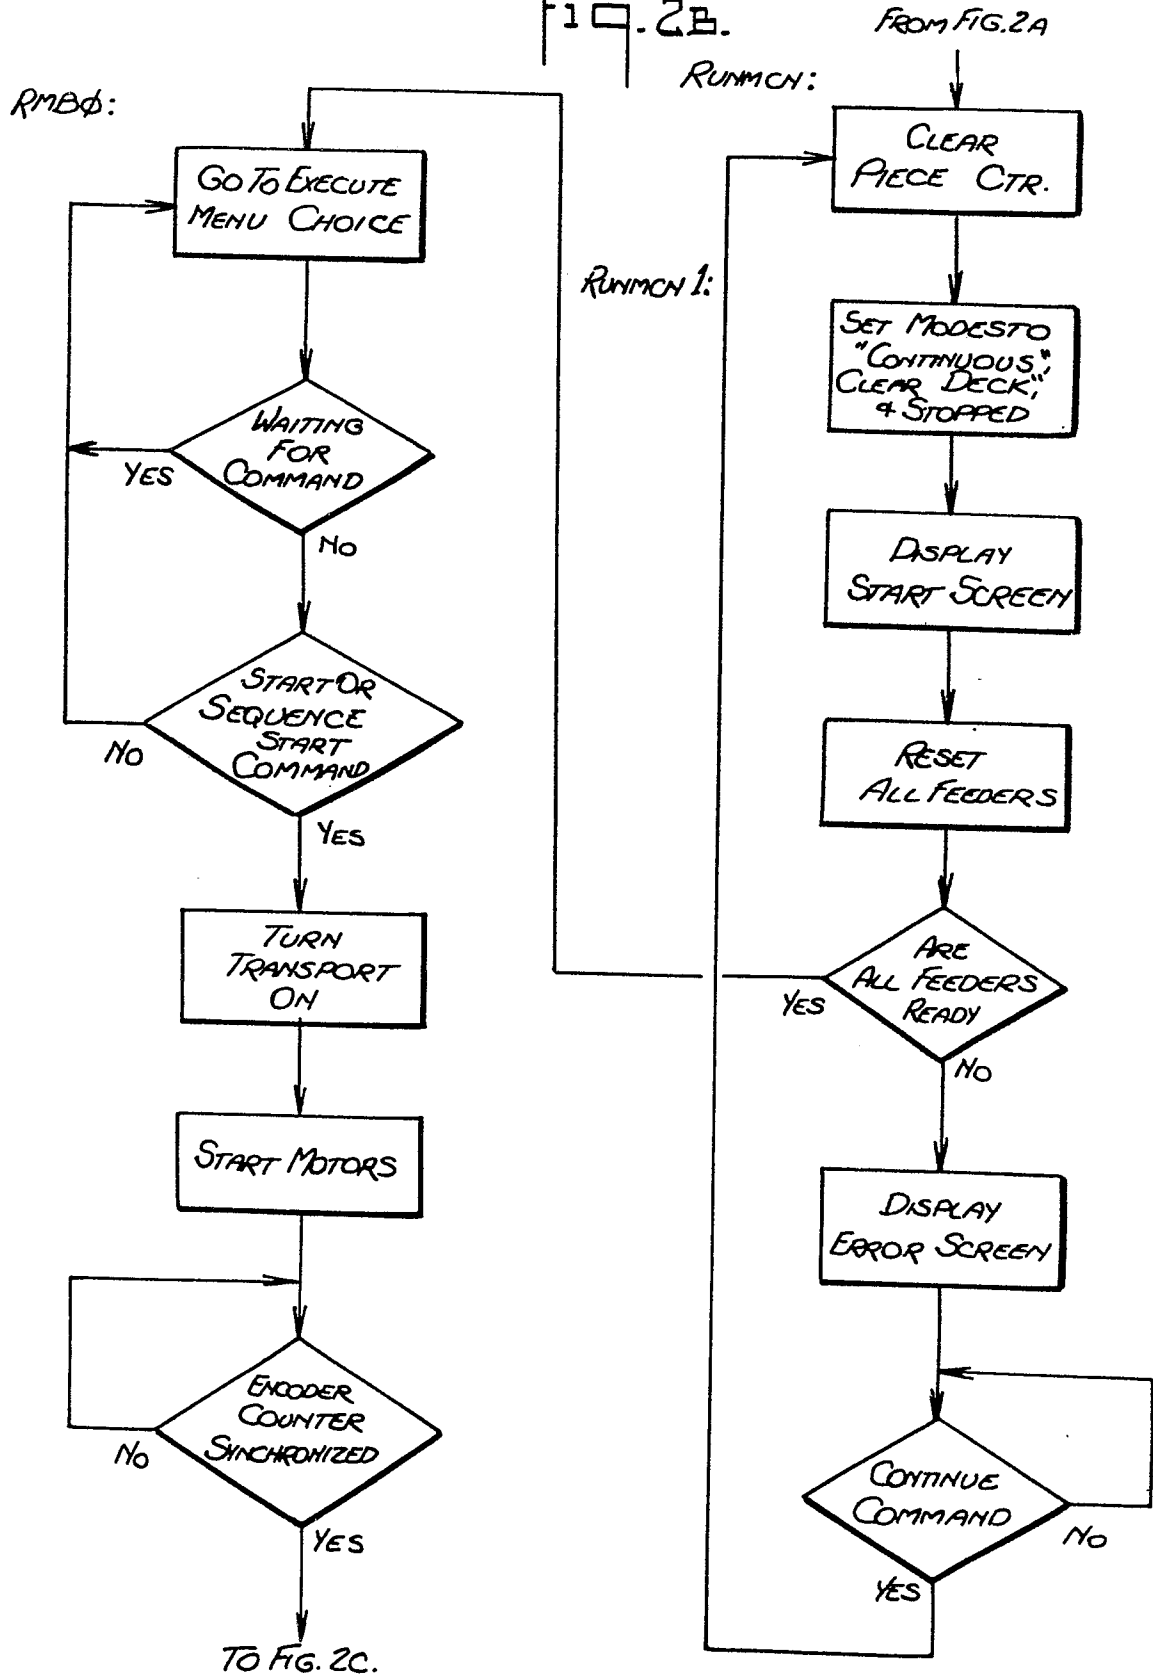 Fig. 2B.
FROM FIG. 2A
RUNMCN:
CLEAR
PIECE CTR.
RUNMCN1:
SET MODES TO
"CONTINUOUS",
CLEAR DECK,"
& STOPPED
DISPLAY
START SCREEN
RESET
ALL FEEDERS
ARE
ALL FEEDERS
READY
YES
NO
DISPLAY
ERROR SCREEN
CONTINUE
COMMAND
NO
YES
RMBØ:
GO TO EXECUTE
MENU CHOICE
WAITING
FOR
COMMAND
YES
NO
START OR
SEQUENCE
START
COMMAND
NO
YES
TURN
TRANSPORT
ON
START MOTORS
ENCODER
COUNTER
SYNCHRONIZED
NO
YES
TO FIG. 2C.